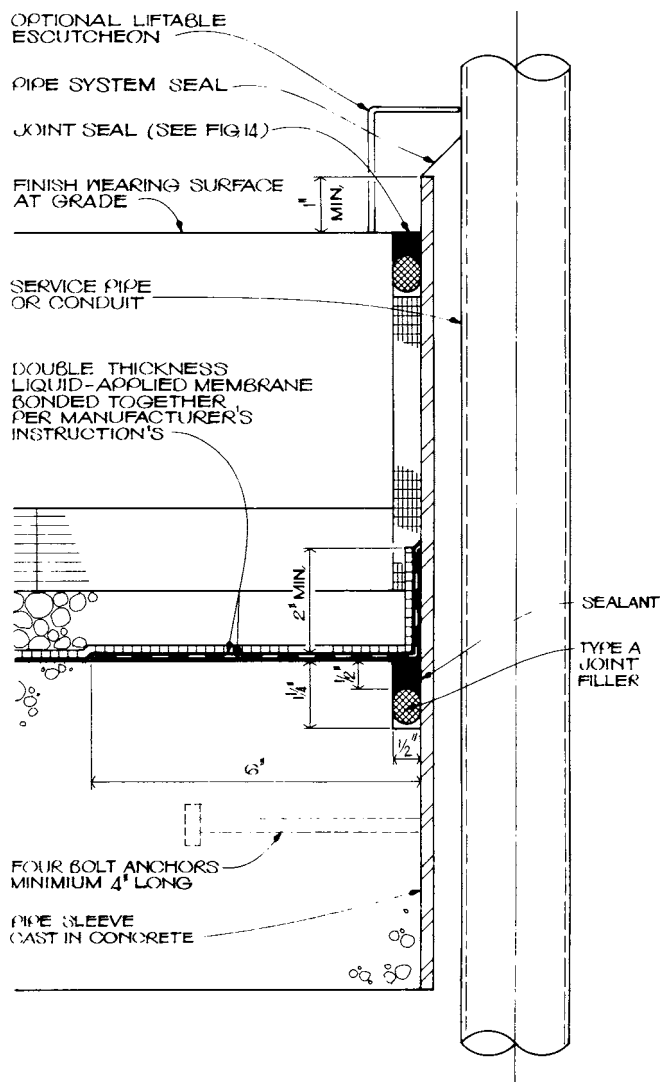 OPTIONAL LIFTABLE
ESCUTCHEON
PIPE SYSTEM SEAL
JOINT SEAL (SEE FIG 14)
FINISH WEARING SURFACE
AT GRADE
1"
MIN.
SERVICE PIPE
OR CONDUIT
DOUBLE THICKNESS
LIQUID-APPLIED MEMBRANE
BONDED TOGETHER
PER MANUFACTURER'S
INSTRUCTION'S
2" MIN.
SEALANT
TYPE A
JOINT
FILLER
1/2"
1 1/4"
1/2"
6"
FOUR BOLT ANCHORS
MINIMIUM 4" LONG
PIPE SLEEVE
CAST IN CONCRETE